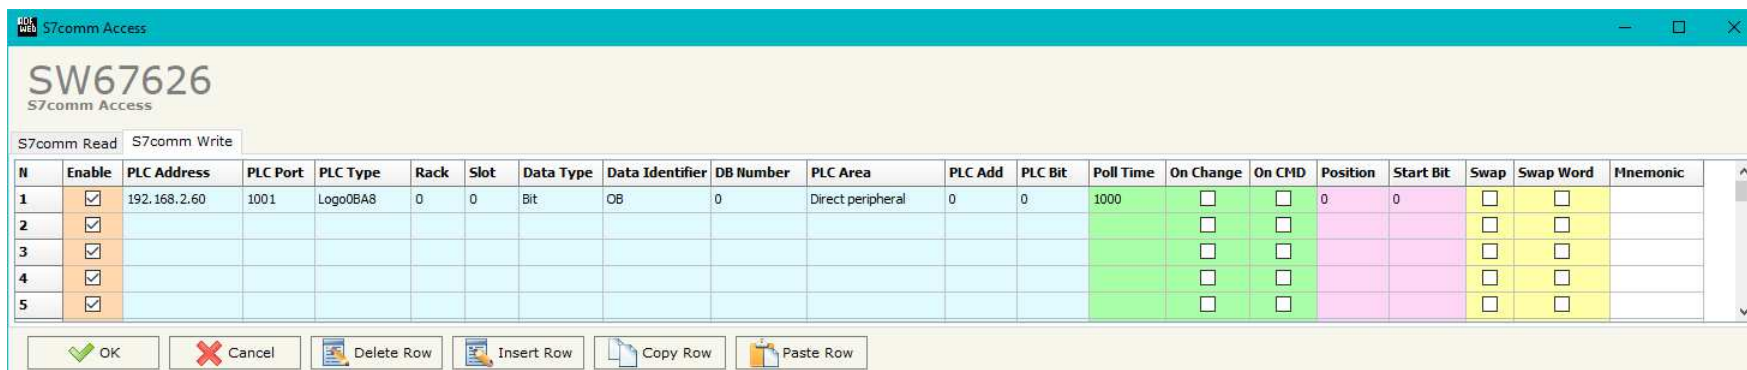 ADF WEB S7comm Access
SW67626
S7comm Access
S7comm Read S7comm Write
N Enable PLC Address PLC Port PLC Type Rack Slot Data Type Data Identifier DB Number PLC Area PLC Add PLC Bit Poll Time On Change On CMD Position Start Bit Swap Swap Word Mnemonic
1 192.168.2.60 1001 Logo0BA8 0 0 Bit OB 0 Direct peripheral 0 0 1000 0 0
2
3
4
5
OK Cancel Delete Row Insert Row Copy Row Paste Row